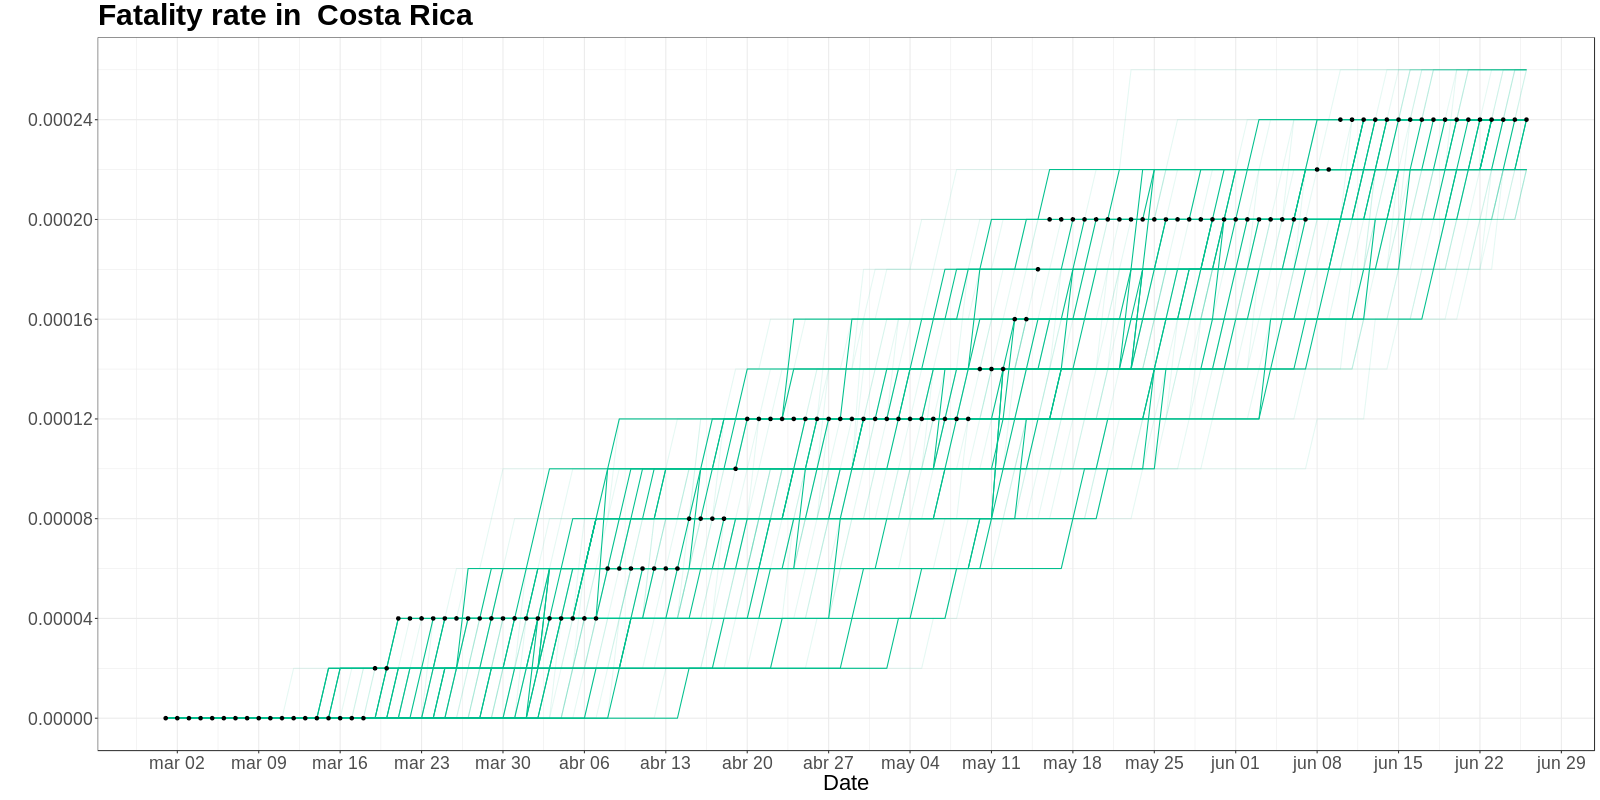 Fatality rate in  Costa Rica
0.00024
0.00020
0.00016
0.00012
0.00008
0.00004
0.00000
mar 02 mar 09 mar 16 mar 23 mar 30 abr 06 abr 13 abr 20 abr 27 may 04 may 11 may 18 may 25 jun 01 jun 08 jun 15 jun 22 jun 29
Date